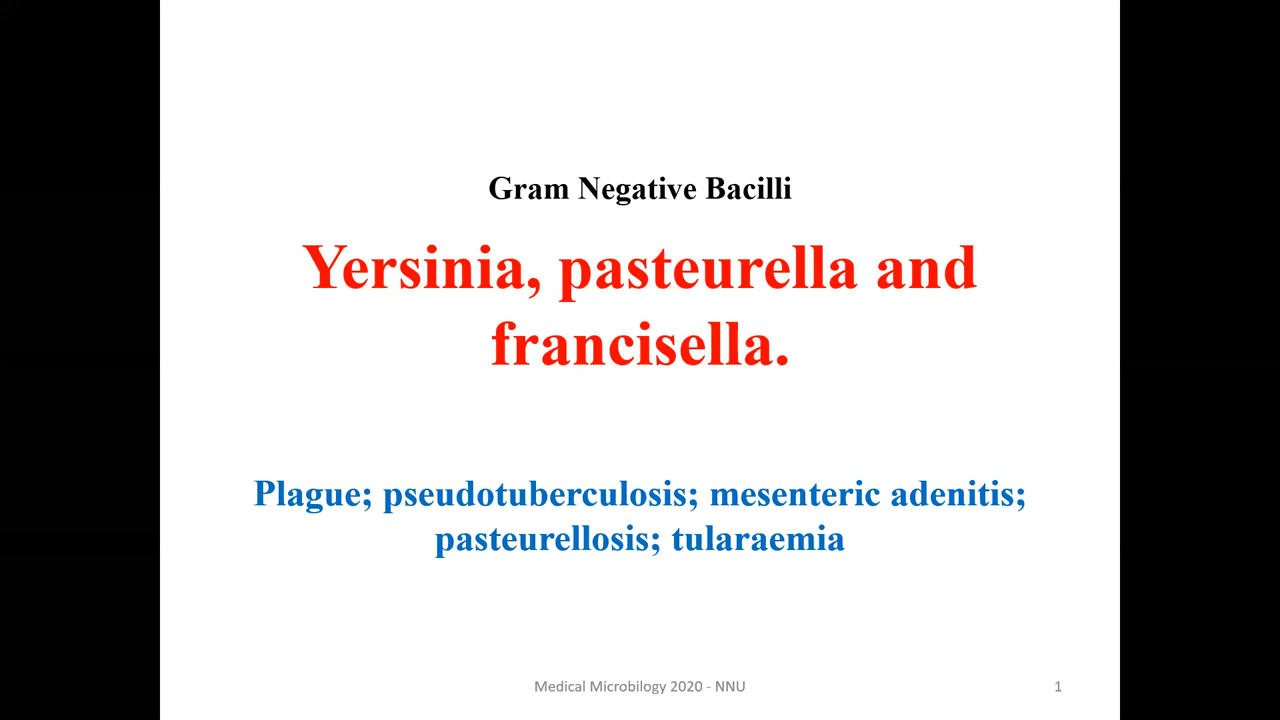 Gram Negative Bacilli
Yersinia, pasteurella and
francisella.
Plague; pseudotuberculosis; mesenteric adenitis;
pasteurellosis; tularaemia
Medical Microbilogy 2020 - NNU
1